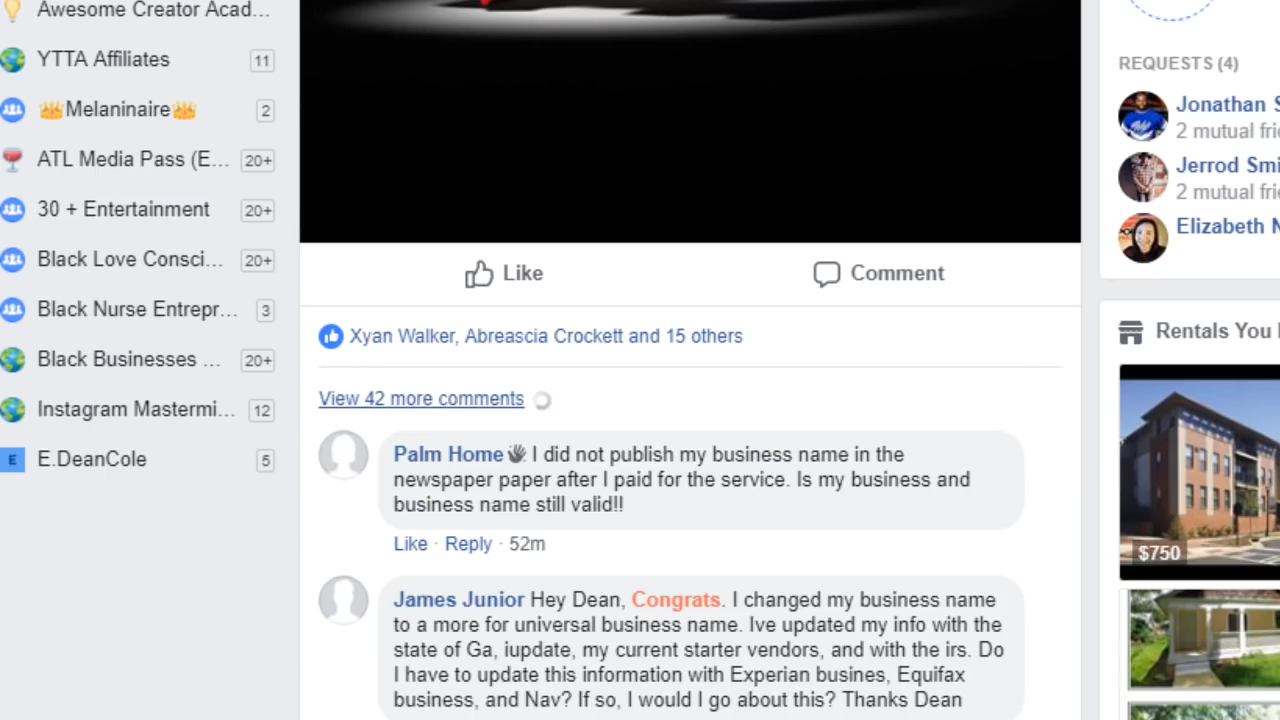 Awesome Creator Acad...
YTTA Affiliates 11
👑Melaninaire👑 2
ATL Media Pass (E... 20+
30 + Entertainment 20+
Black Love Consci... 20+
Black Nurse Entrepr... 3
Black Businesses ... 20+
Instagram Mastermi... 12
E E.DeanCole 5
Like Comment
Xyan Walker, Abreascia Crockett and 15 others
View 42 more comments
Palm Home👋 I did not publish my business name in the
newspaper paper after I paid for the service. Is my business and
business name still valid!!
Like · Reply · 52m
James Junior Hey Dean, Congrats. I changed my business name
to a more for universal business name. Ive updated my info with the
state of Ga, iupdate, my current starter vendors, and with the irs. Do
I have to update this information with Experian busines, Equifax
business, and Nav? If so, I would I go about this? Thanks Dean
REQUESTS (4)
Jonathan S
2 mutual frie
Jerrod Smi
2 mutual frie
Elizabeth N
Rentals You
$750